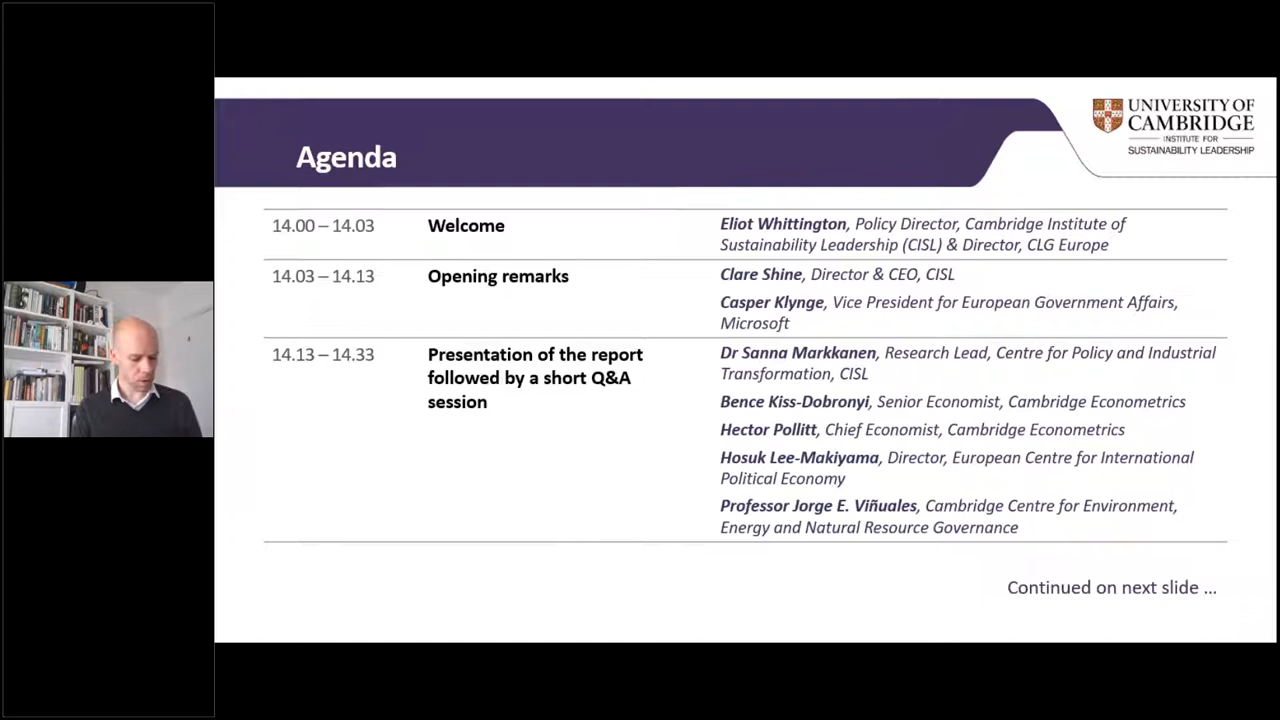 Agenda
UNIVERSITY OF
CAMBRIDGE
INSTITUTE FOR
SUSTAINABILITY LEADERSHIP
14.00 – 14.03
Welcome
Eliot Whittington, Policy Director, Cambridge Institute of
Sustainability Leadership (CISL) & Director, CLG Europe
14.03 – 14.13
Opening remarks
Clare Shine, Director & CEO, CISL
Casper Klynge, Vice President for European Government Affairs,
Microsoft
14.13 – 14.33
Presentation of the report
followed by a short Q&A
session
Dr Sanna Markkanen, Research Lead, Centre for Policy and Industrial
Transformation, CISL
Bence Kiss-Dobronyi, Senior Economist, Cambridge Econometrics
Hector Pollitt, Chief Economist, Cambridge Econometrics
Hosuk Lee-Makiyama, Director, European Centre for International
Political Economy
Professor Jorge E. Viñuales, Cambridge Centre for Environment,
Energy and Natural Resource Governance
Continued on next slide ...